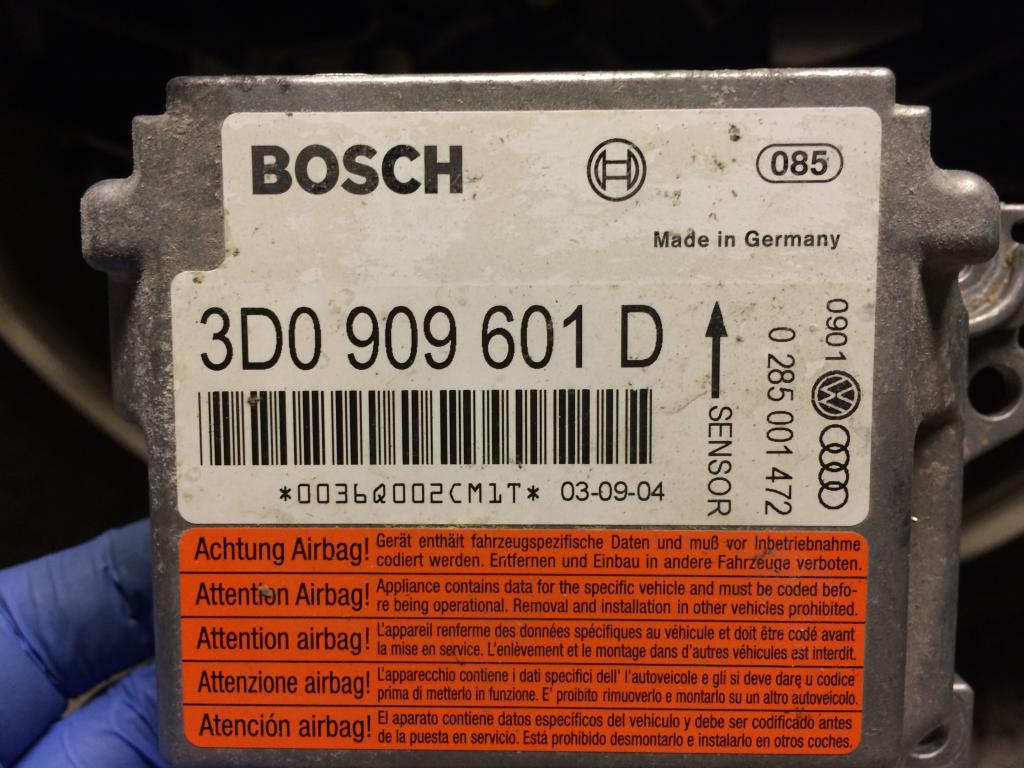 BOSCH
085
Made in Germany
3D0 909 601 D
*0036Q002CM1T* 03-09-04
SENSOR
0 285 001 472
0901
Achtung Airbag! Gerät enthält fahrzeugspezifische Daten und muß vor Inbetriebnahme
codiert werden. Entfernen und Einbau in andere Fahrzeuge verboten.
Attention Airbag! Appliance contains data for the specific vehicle and must be coded befo-
re being operational. Removal and installation in other vehicles prohibited.
Attention airbag! L'appareil renferme des données spécifiques au véhicule et doit être codé avant
la mise en service. L'enlèvement et le montage dans d'autres véhicules est interdit.
Attenzione airbag! L'apparecchio contiene i dati specifici dell' l'autoveicolo e gli si deve dare u codice
prima di metterlo in funzione. E' proibito rimuoverlo e montarlo su un altro autoveicolo.
Atención airbag! El aparato contiene datos específicos del vehículo y debe ser codificado antes
de la puesta en servicio. Está prohibido desmontarlo e instalarlo en otros coches.